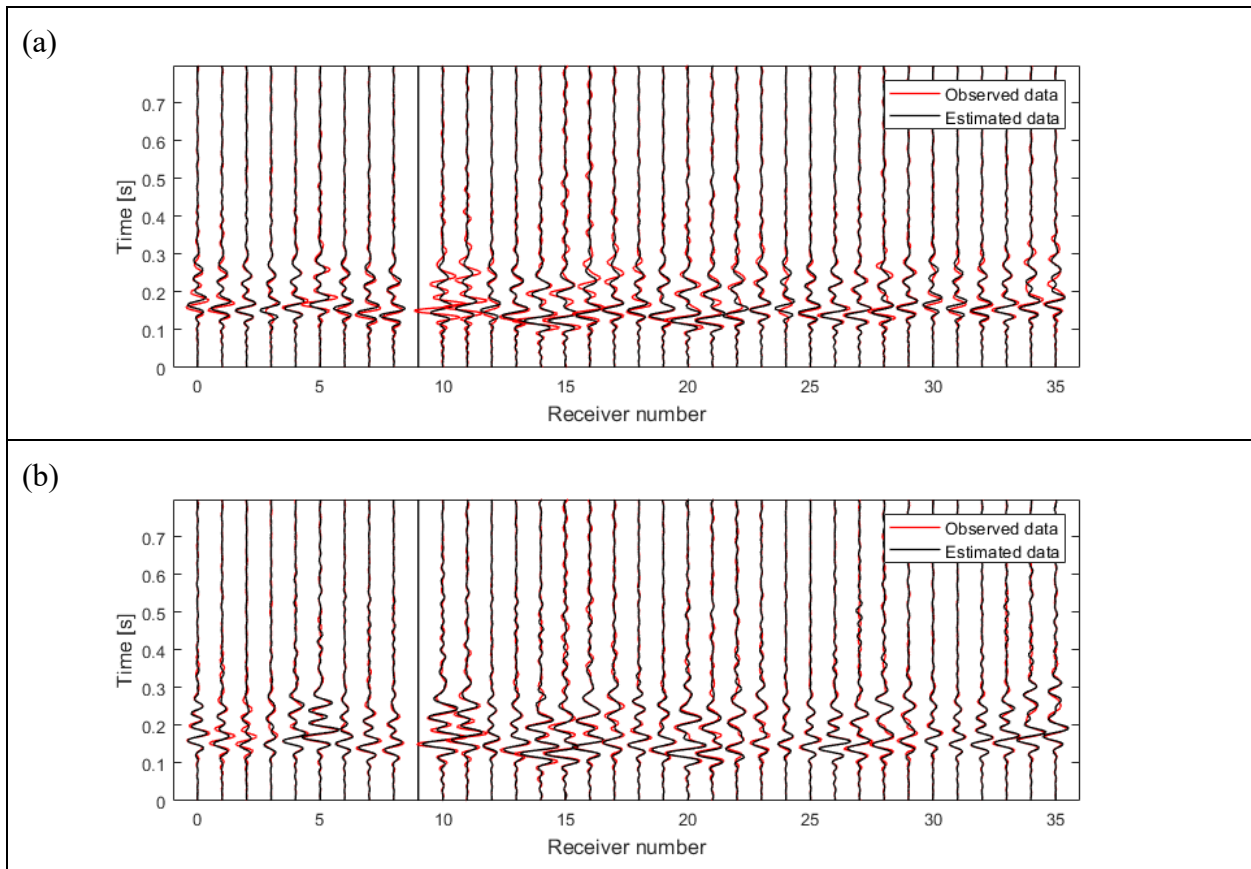 (a)
Observed data
Estimated data
0.7
0.6
0.5
0.4
0.3
0.2
0.1
0
Time [s]
0 5 10 15 20 25 30 35
Receiver number
(b)
Observed data
Estimated data
0.7
0.6
0.5
0.4
0.3
0.2
0.1
0
Time [s]
0 5 10 15 20 25 30 35
Receiver number